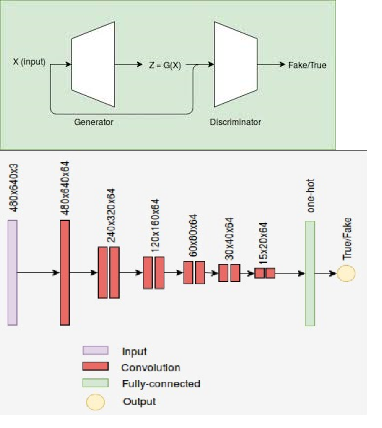 X (input)
Z = G(X)
Fake/True
Generator
Discriminator
480x640x3
480x640x64
240x320x64
120x160x64
60x80x64
30x40x64
15x20x64
one-hot
True/Fake
Input
Convolution
Fully-connected
Output